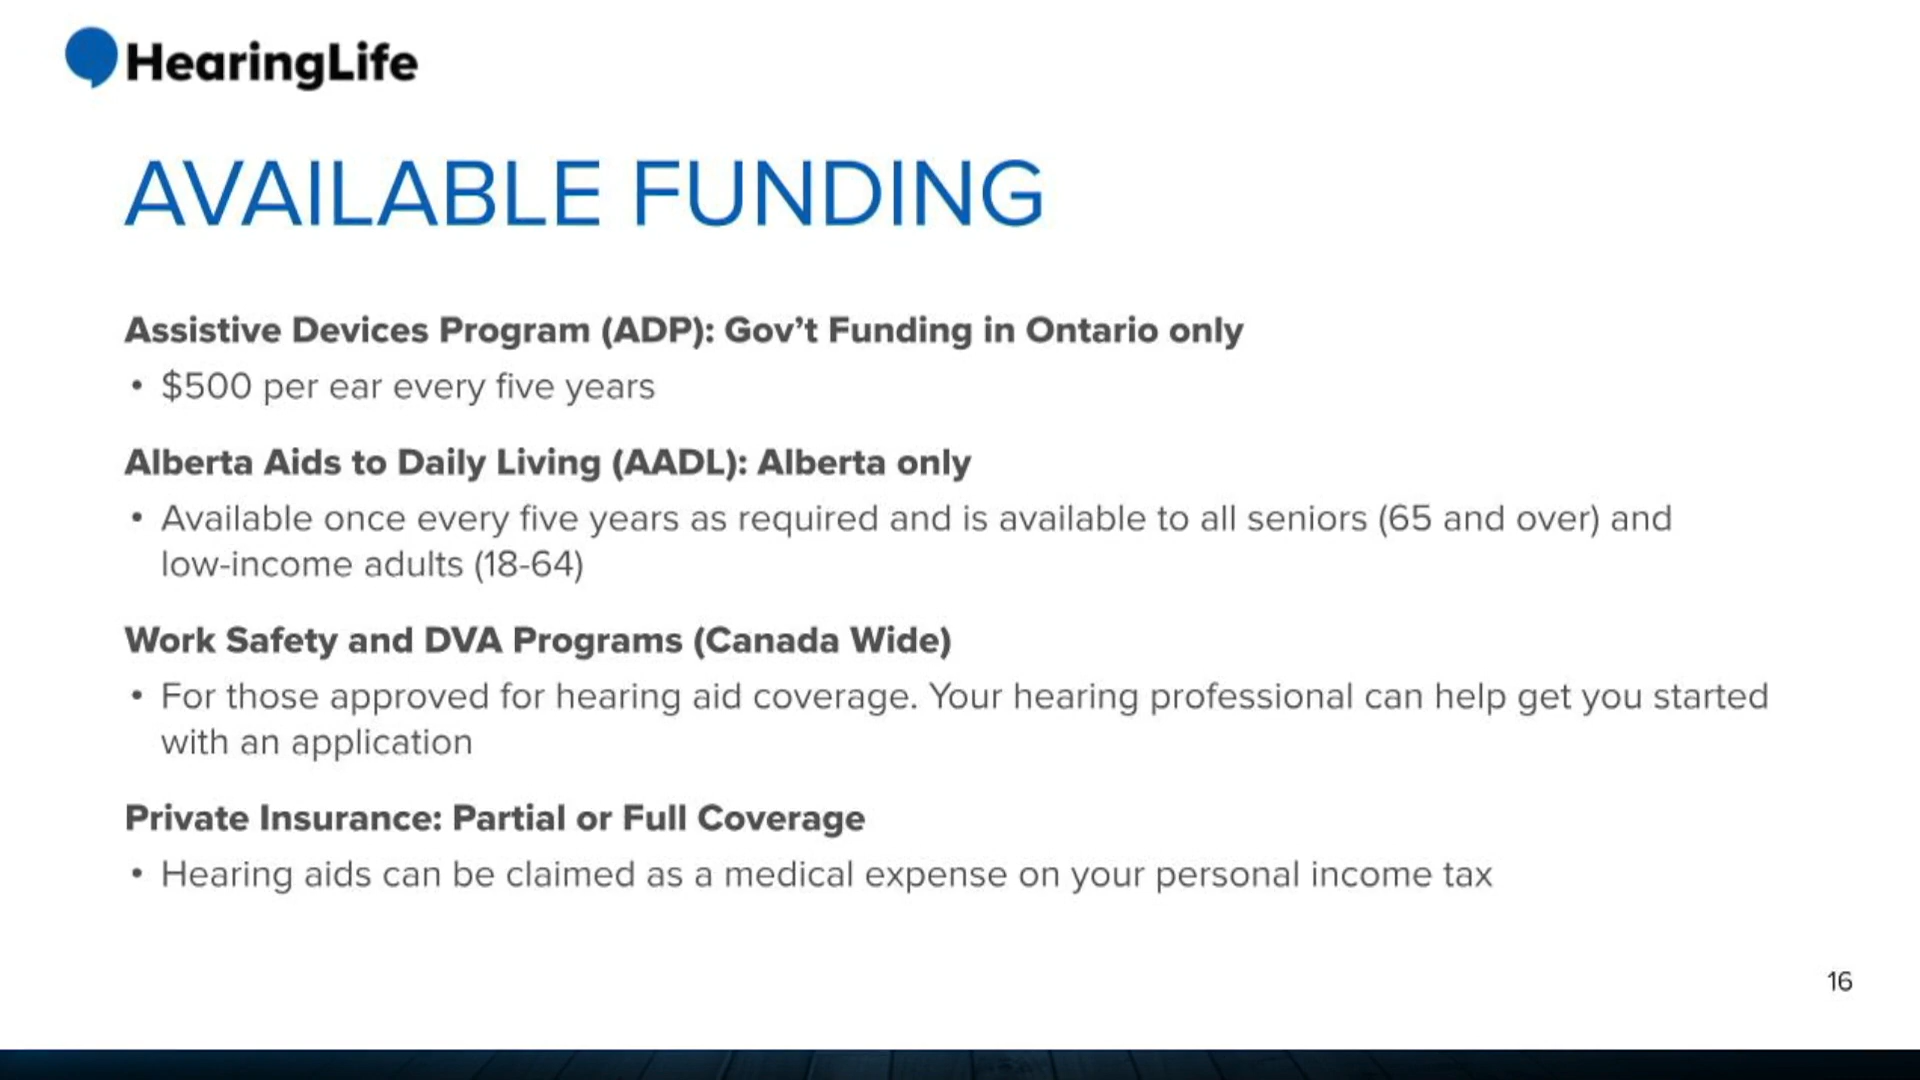 HearingLife
AVAILABLE FUNDING
Assistive Devices Program (ADP): Gov’t Funding in Ontario only
• $500 per ear every five years
Alberta Aids to Daily Living (AADL): Alberta only
• Available once every five years as required and is available to all seniors (65 and over) and
low-income adults (18-64)
Work Safety and DVA Programs (Canada Wide)
• For those approved for hearing aid coverage. Your hearing professional can help get you started
with an application
Private Insurance: Partial or Full Coverage
• Hearing aids can be claimed as a medical expense on your personal income tax
16